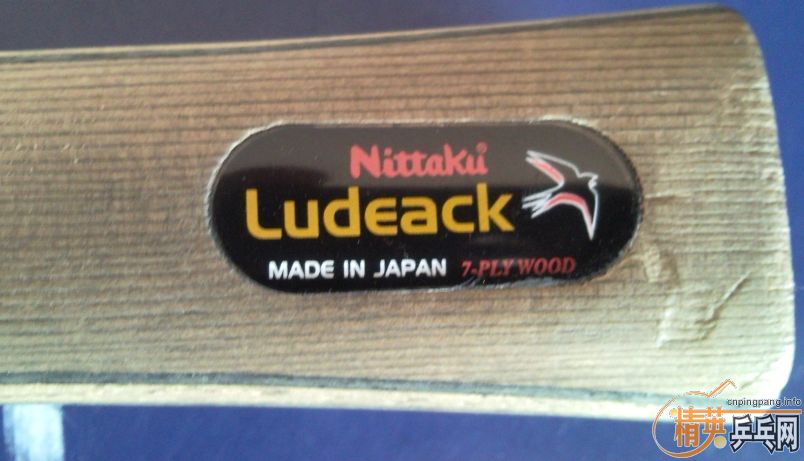 Nittaku
Ludeack
MADE IN JAPAN 7-PLY WOOD
cnpingpang.info
精英乒乓网